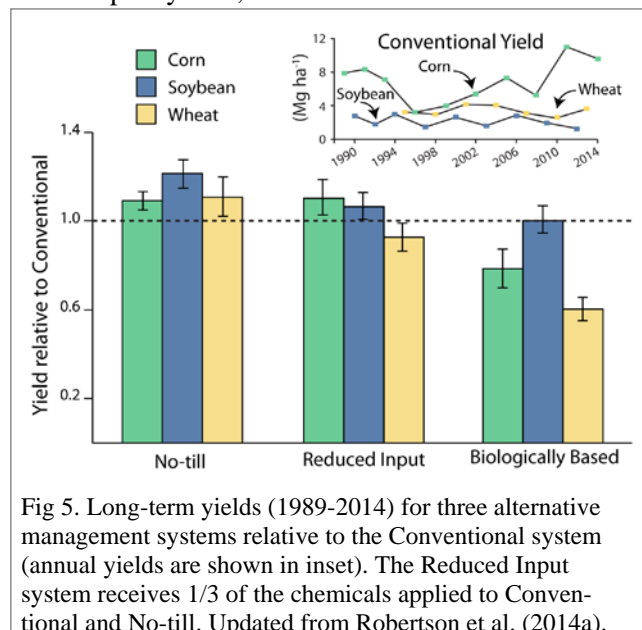 Corn
Soybean
Wheat
Conventional Yield
(Mg ha⁻¹)
12
8
4
0
Corn
Soybean
Wheat
1990
1994
1998
2002
2006
2010
2014
Yield relative to Conventional
1.4
1.0
0.6
0.2
No-till
Reduced Input
Biologically Based
Fig 5. Long-term yields (1989-2014) for three alternative
management systems relative to the Conventional system
(annual yields are shown in inset). The Reduced Input
system receives 1/3 of the chemicals applied to Conven-
tional and No-till. Updated from Robertson et al. (2014a).